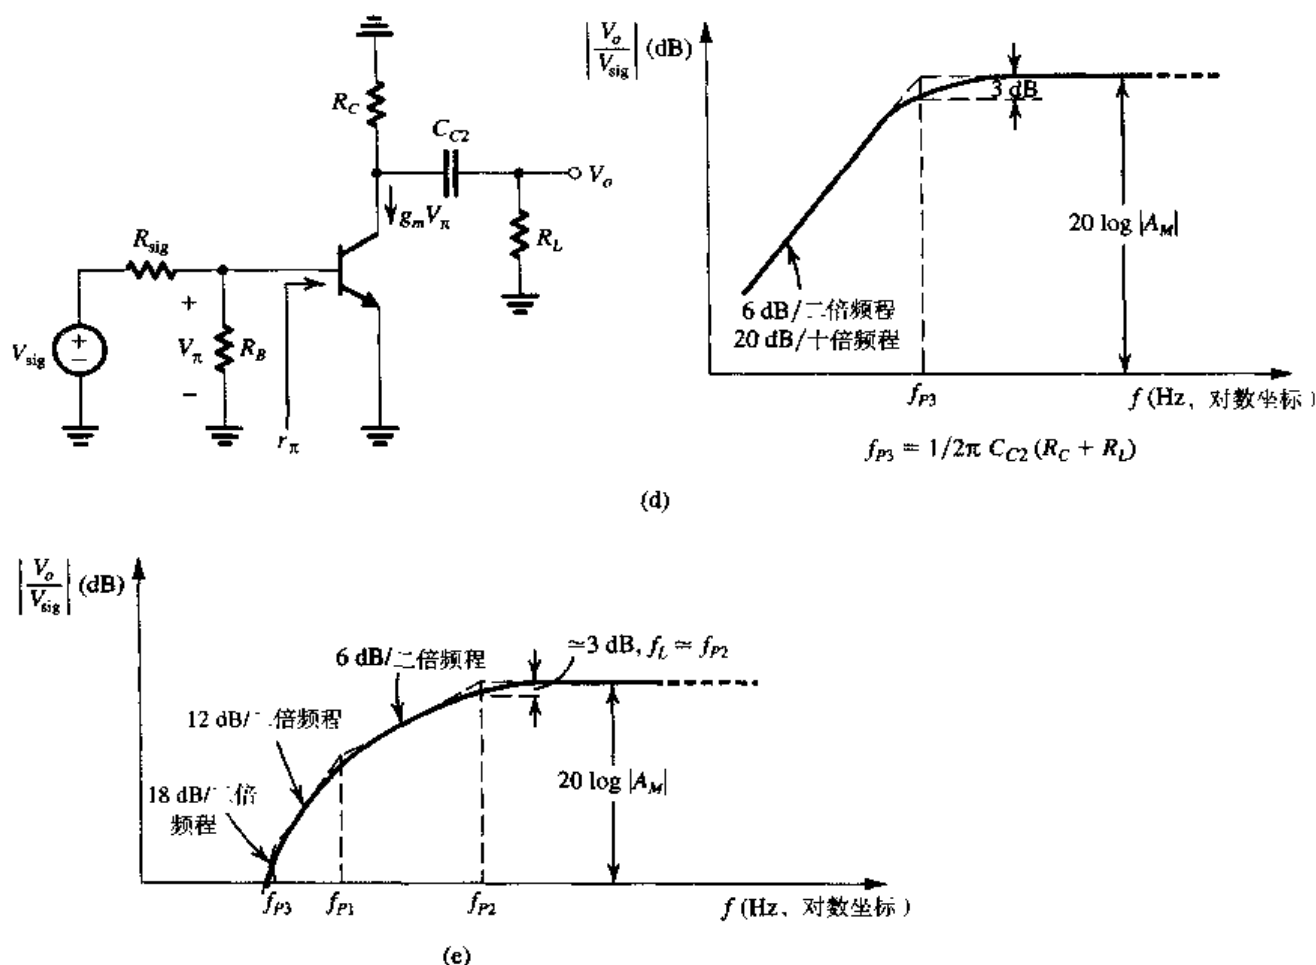 R_C
C_C2
V_o
g_m V_π
R_L
R_sig
V_sig
+
−
+
V_π
−
R_B
r_π
|V_o / V_sig| (dB)
3 dB
20 log |A_M|
6 dB/二倍频程
20 dB/十倍频程
f_P3
f (Hz、对数坐标)
f_P3 = 1/2π C_C2 (R_C + R_L)
(d)
|V_o / V_sig| (dB)
6 dB/二倍频程
≃3 dB, f_L ≃ f_P2
12 dB/二倍频程
18 dB/二倍
频程
20 log |A_M|
f_P3
f_P1
f_P2
f (Hz、对数坐标)
(e)